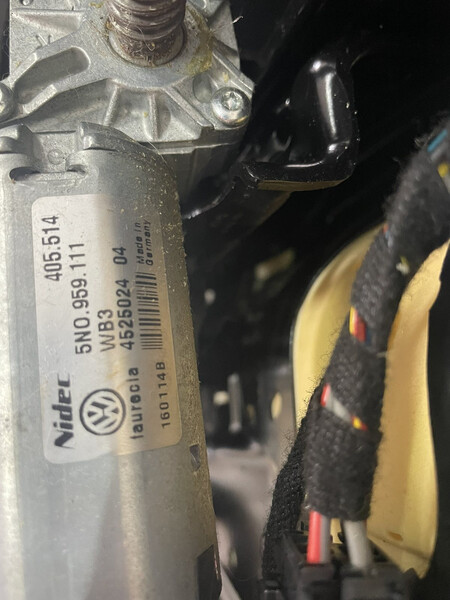 Nidec 405.514
5N0.959.111
WB3
faurecia 4525024 04
Made in
Germany
160114B